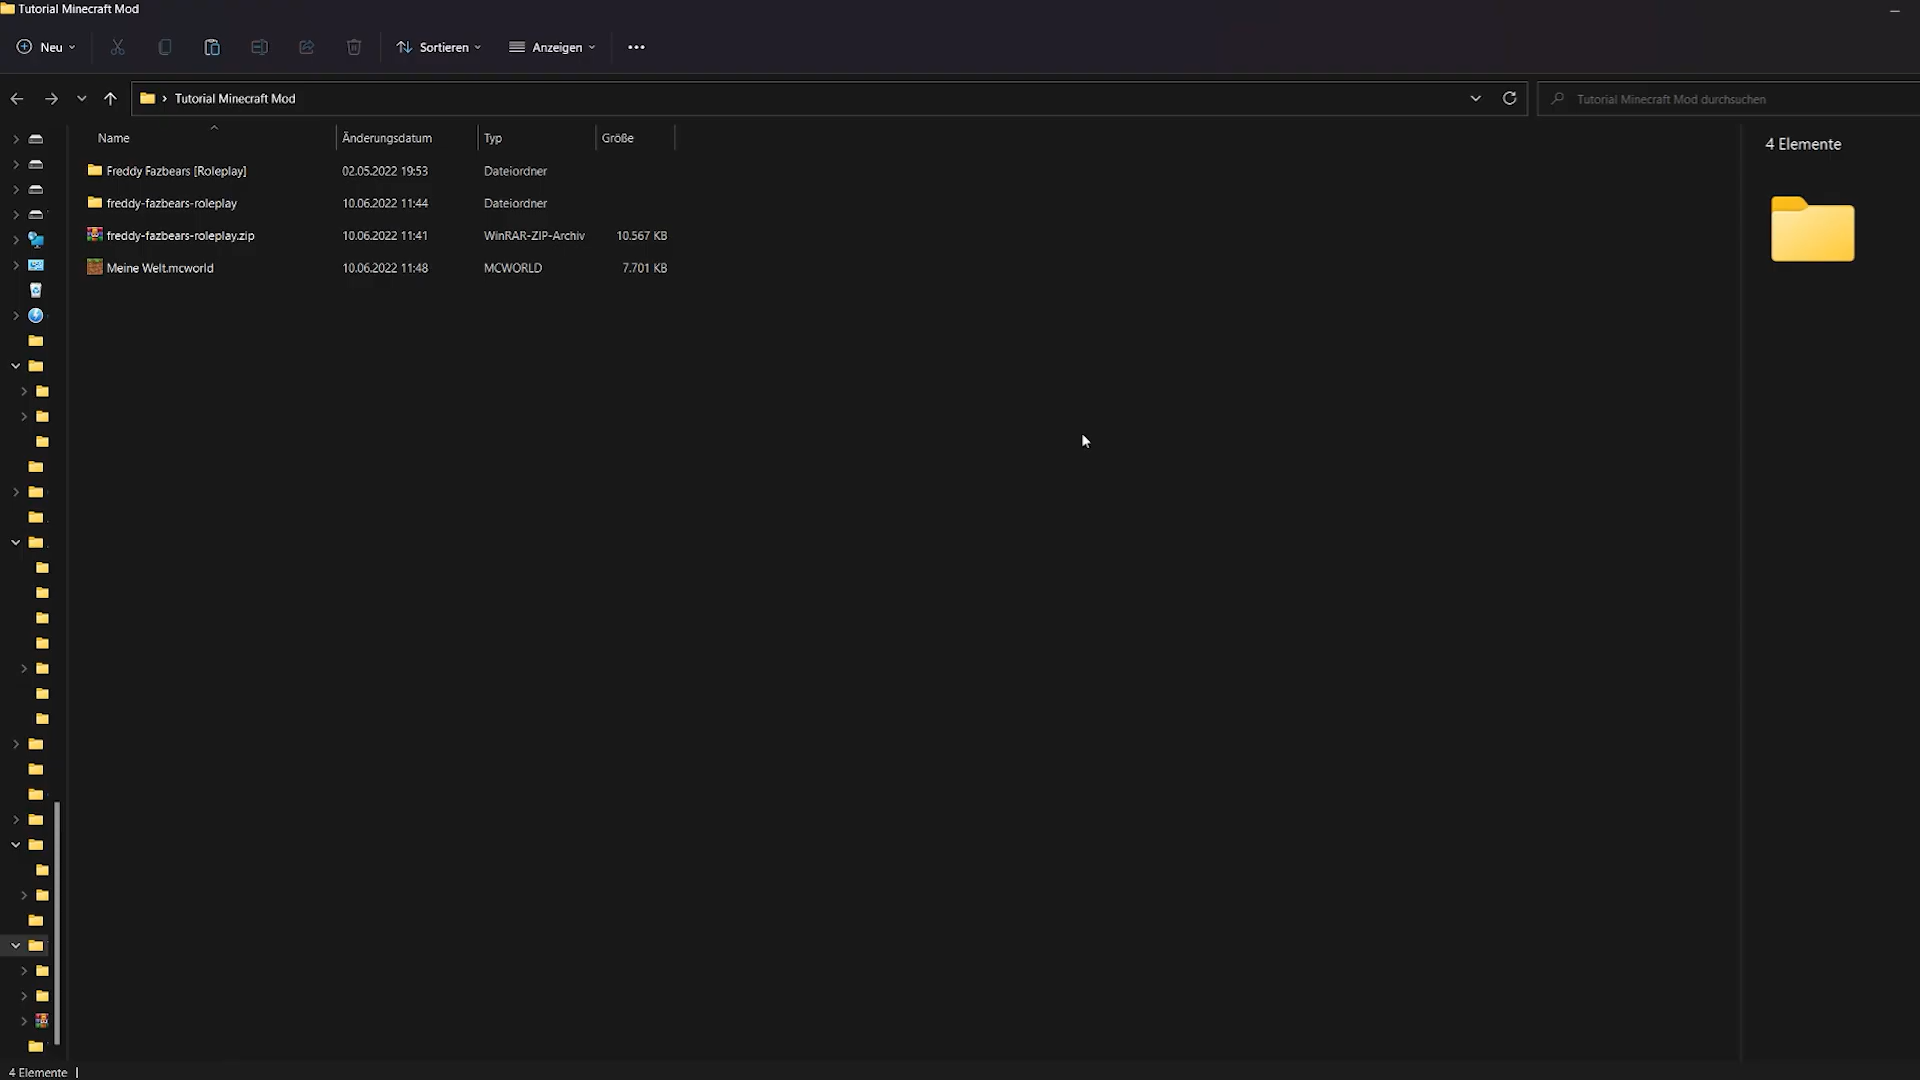 Tutorial Minecraft Mod
Neu
Sortieren
Anzeigen
Tutorial Minecraft Mod
Tutorial Minecraft Mod durchsuchen
Name Änderungsdatum Typ Größe
4 Elemente
Freddy Fazbears [Roleplay] 02.05.2022 19:53 Dateiordner
freddy-fazbears-roleplay 10.06.2022 11:44 Dateiordner
freddy-fazbears-roleplay.zip 10.06.2022 11:41 WinRAR-ZIP-Archiv 10.567 KB
Meine Welt.mcworld 10.06.2022 11:48 MCWORLD 7.701 KB
4 Elemente